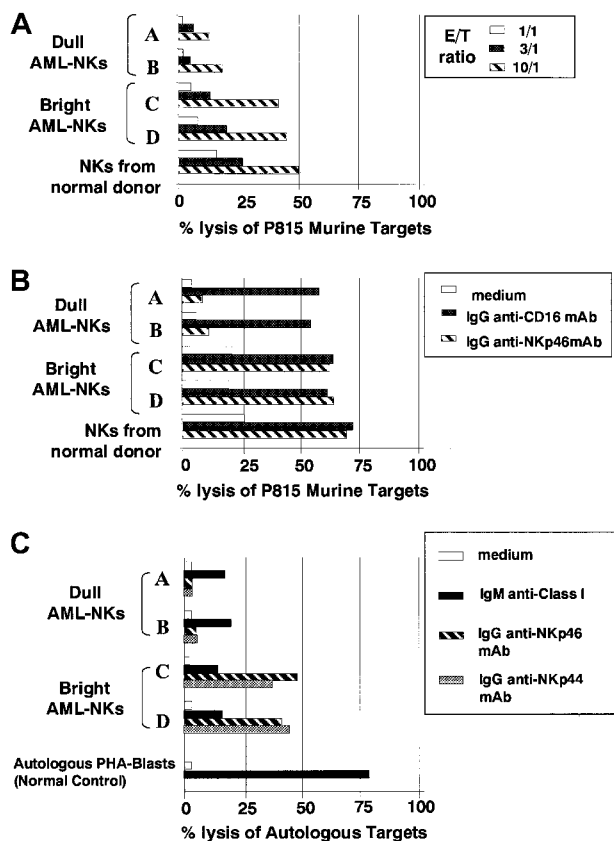 A
Dull
AML-NKs
A
B
Bright
AML-NKs
C
D
NKs from
normal donor
0 25 50 75 100
% lysis of P815 Murine Targets
E/T
ratio
1/1
3/1
10/1
B
Dull
AML-NKs
A
B
Bright
AML-NKs
C
D
NKs from
normal donor
0 25 50 75 100
% lysis of P815 Murine Targets
medium
IgG anti-CD16 mAb
IgG anti-NKp46mAb
C
Dull
AML-NKs
A
B
Bright
AML-NKs
C
D
Autologous PHA-Blasts
(Normal Control)
0 25 50 75 100
% lysis of Autologous Targets
medium
IgM anti-Class I
IgG anti-NKp46
mAb
IgG anti-NKp44
mAb